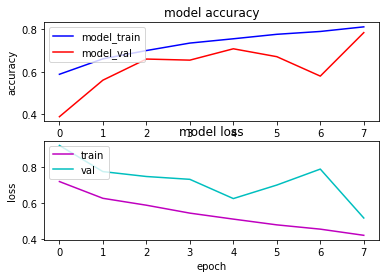 model accuracy
0.8
0.6
0.4
accuracy
model_train
model_val
0 1 2 3 4 5 6 7
model loss
0.8
0.6
0.4
loss
train
val
0 1 2 3 4 5 6 7
epoch